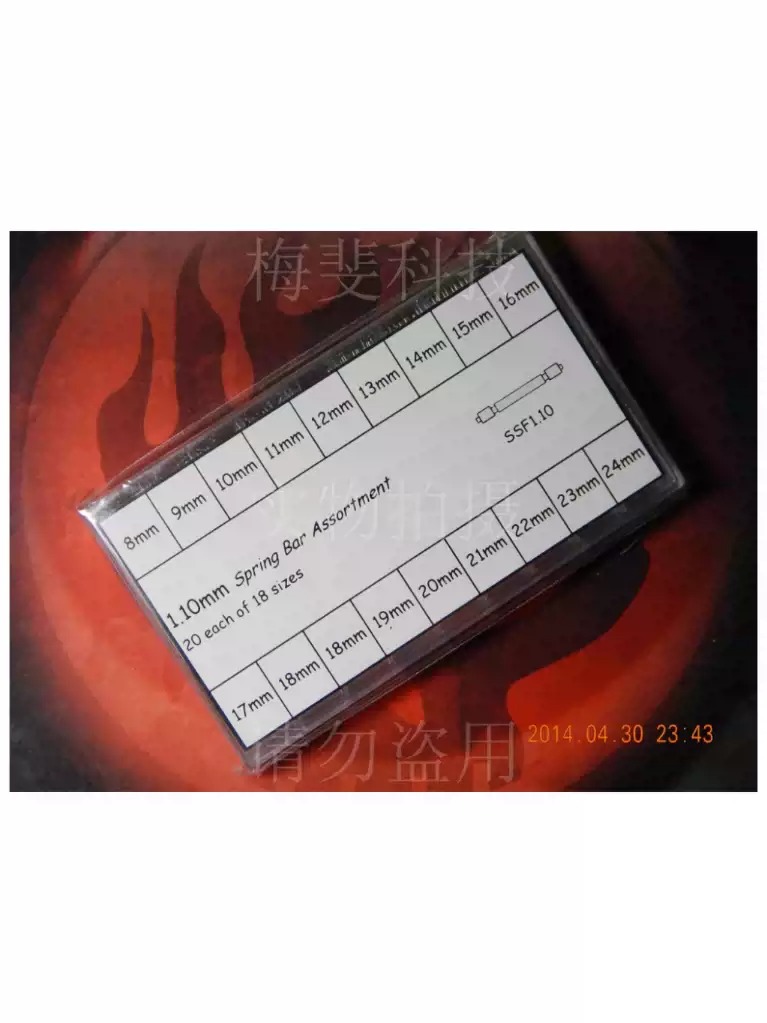 梅斐科技
8mm 9mm 10mm 11mm 12mm 13mm 14mm 15mm 16mm
SSF1.10
实物拍摄
1.10mm Spring Bar Assortment
20 each of 18 sizes
17mm 18mm 18mm 19mm 20mm 21mm 22mm 23mm 24mm
请勿盗用
2014.04.30 23:43